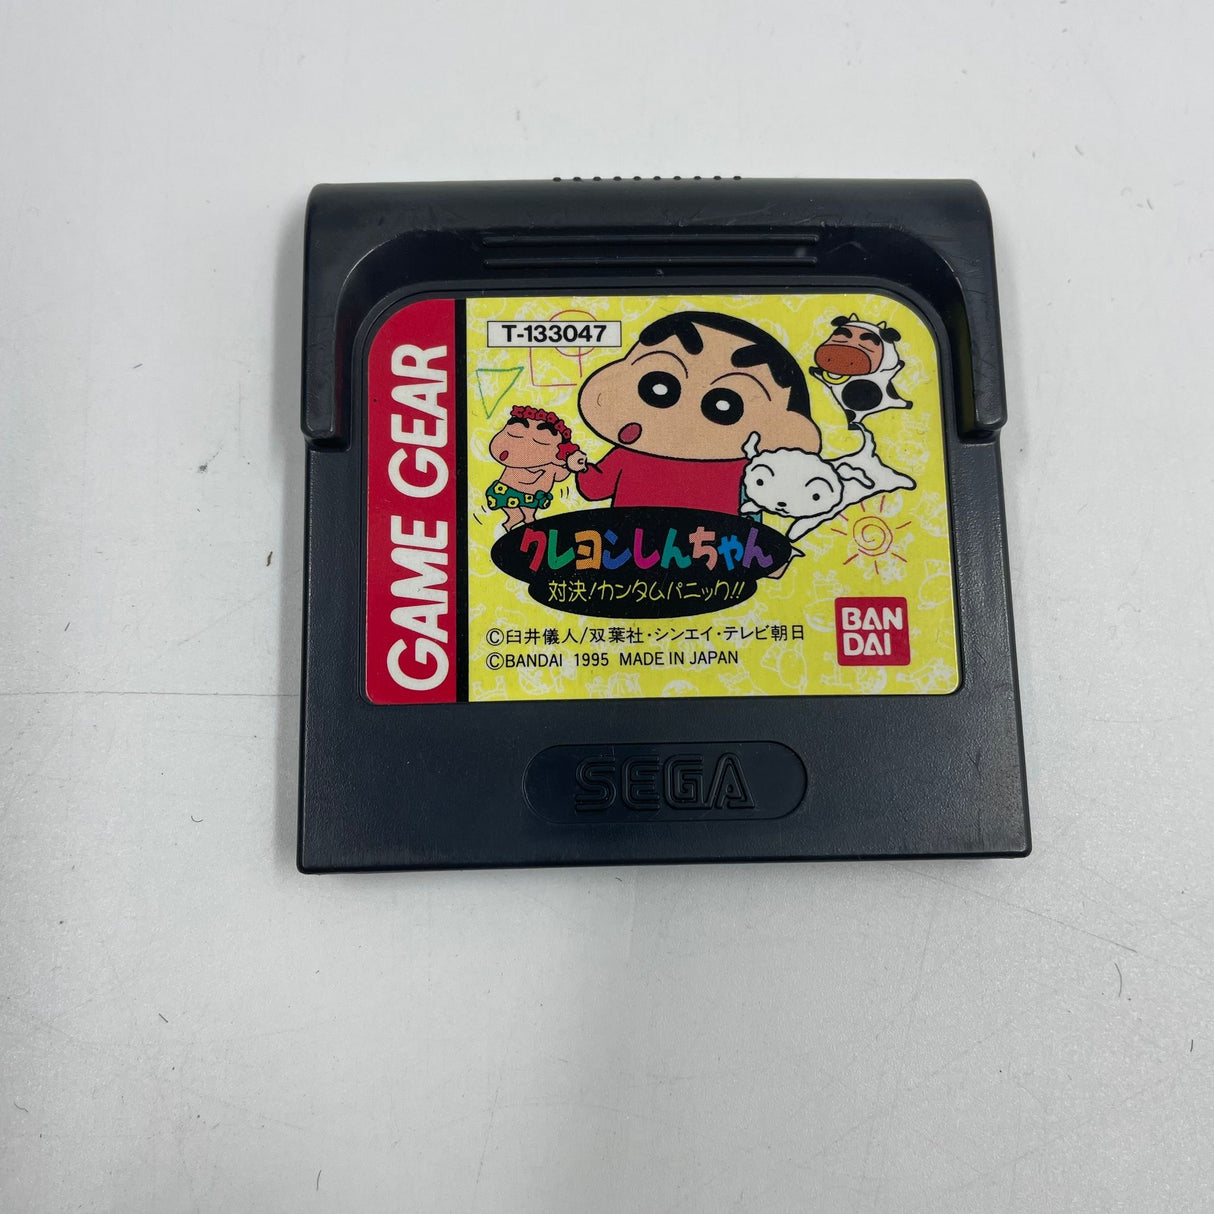 GAME GEAR
T-133047
クレヨンしんちゃん
対決!カンタムパニック!!
©臼井儀人/双葉社・シンエイ・テレビ朝日
©BANDAI 1995 MADE IN JAPAN
BAN
DAI
SEGA